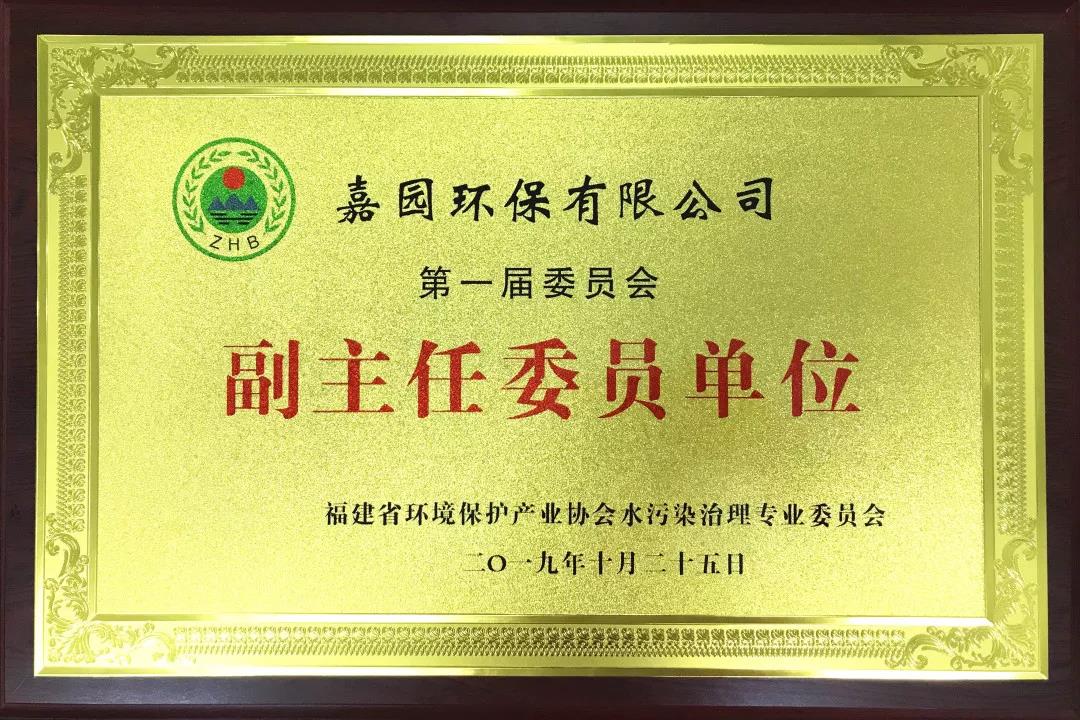 ZHB
嘉园环保有限公司
第一届委员会
副主任委员单位
福建省环境保护产业协会水污染治理专业委员会
二〇一九年十月二十五日